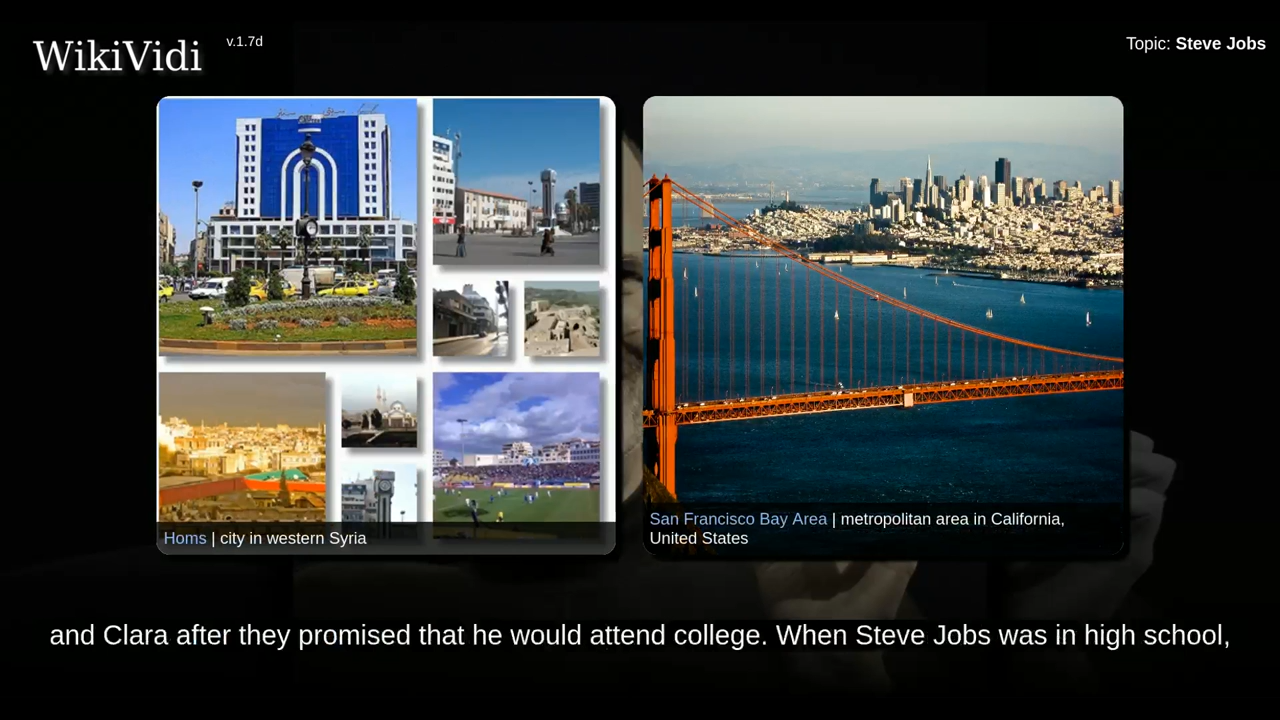 WikiVidi v.1.7d
Topic: Steve Jobs
Homs | city in western Syria
San Francisco Bay Area | metropolitan area in California,
United States
and Clara after they promised that he would attend college. When Steve Jobs was in high school,